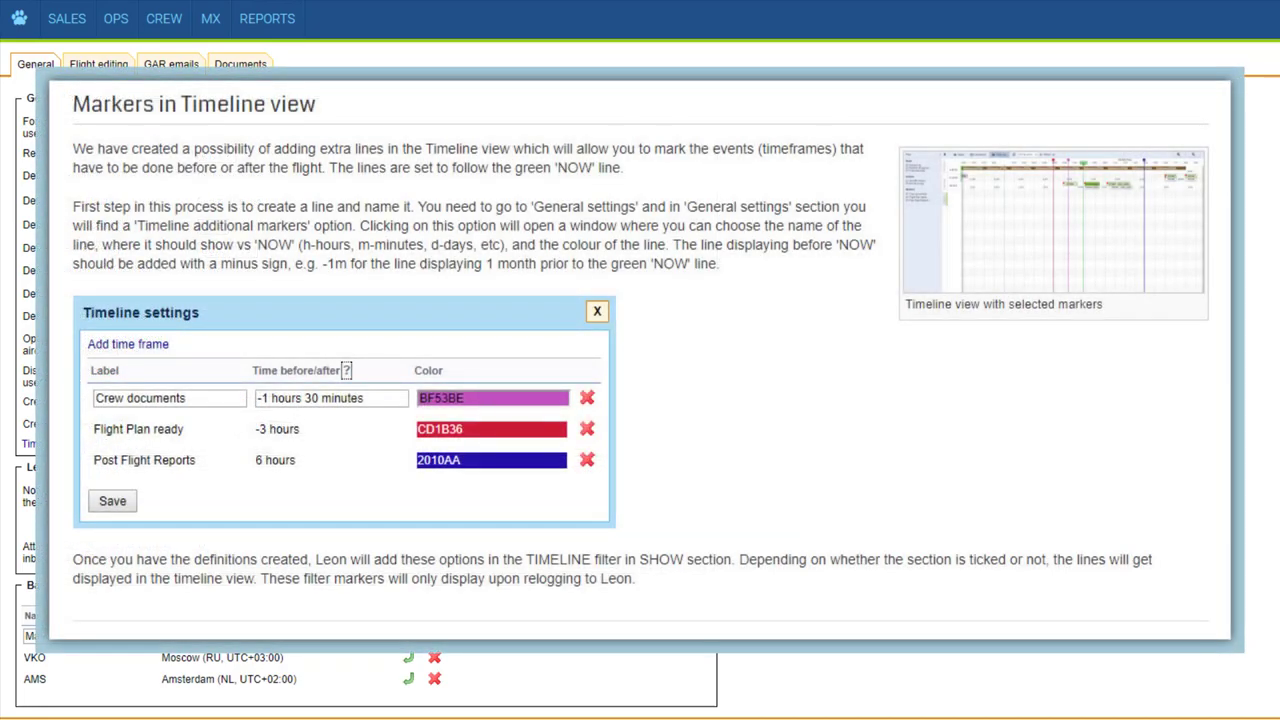 SALES OPS CREW MX REPORTS
General Flight editing GAR emails Documents
Markers in Timeline view
We have created a possibility of adding extra lines in the Timeline view which will allow you to mark the events (timeframes) that
have to be done before or after the flight. The lines are set to follow the green 'NOW' line.
First step in this process is to create a line and name it. You need to go to 'General settings' and in 'General settings' section you
will find a 'Timeline additional markers' option. Clicking on this option will open a window where you can choose the name of the
line, where it should show vs 'NOW' (h-hours, m-minutes, d-days, etc), and the colour of the line. The line displaying before 'NOW'
should be added with a minus sign, e.g. -1m for the line displaying 1 month prior to the green 'NOW' line.
Timeline view with selected markers
Timeline settings X
Add time frame
Label Time before/after ? Color
Crew documents -1 hours 30 minutes BF53BE
Flight Plan ready -3 hours CD1B36
Post Flight Reports 6 hours 2010AA
Save
Once you have the definitions created, Leon will add these options in the TIMELINE filter in SHOW section. Depending on whether the section is ticked or not, the lines will get
displayed in the timeline view. These filter markers will only display upon relogging to Leon.
VKO Moscow (RU, UTC+03:00)
AMS Amsterdam (NL, UTC+02:00)